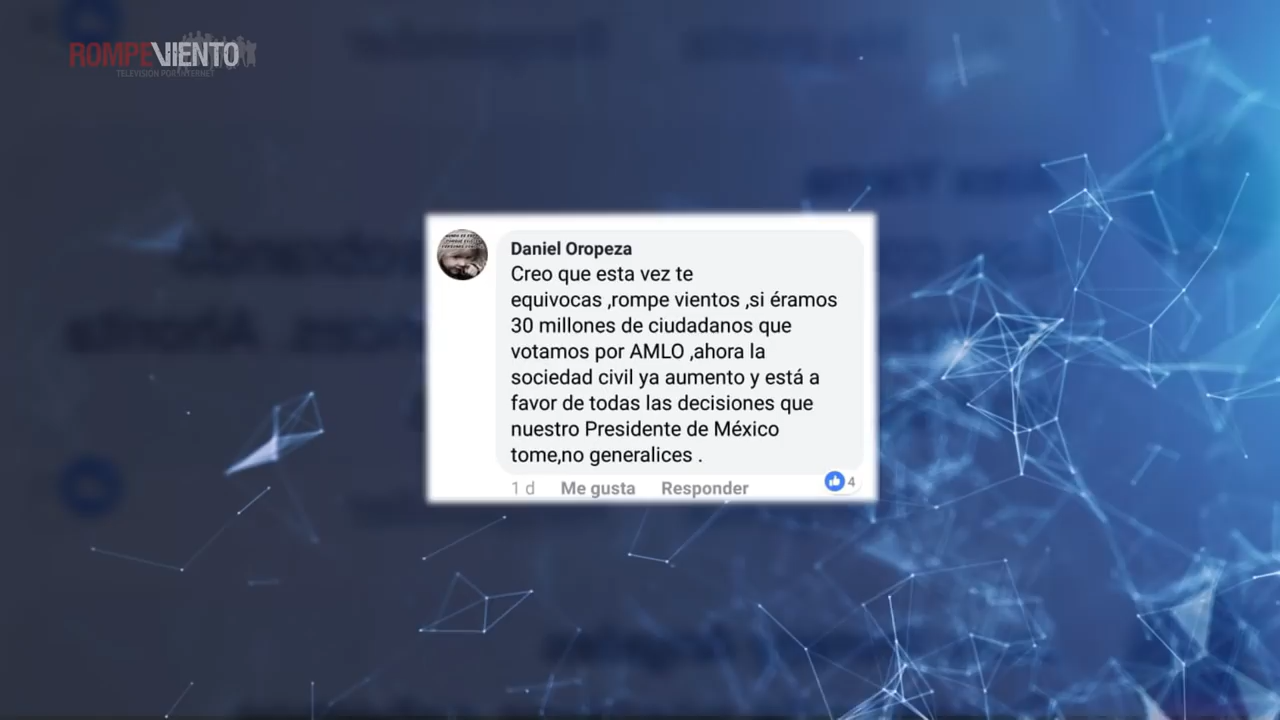 ROMPEVIENTO
TELEVISIÓN POR INTERNET
Daniel Oropeza
Creo que esta vez te
equivocas ,rompe vientos ,si éramos
30 millones de ciudadanos que
votamos por AMLO ,ahora la
sociedad civil ya aumento y está a
favor de todas las decisiones que
nuestro Presidente de México
tome,no generalices .
1 d Me gusta Responder 4